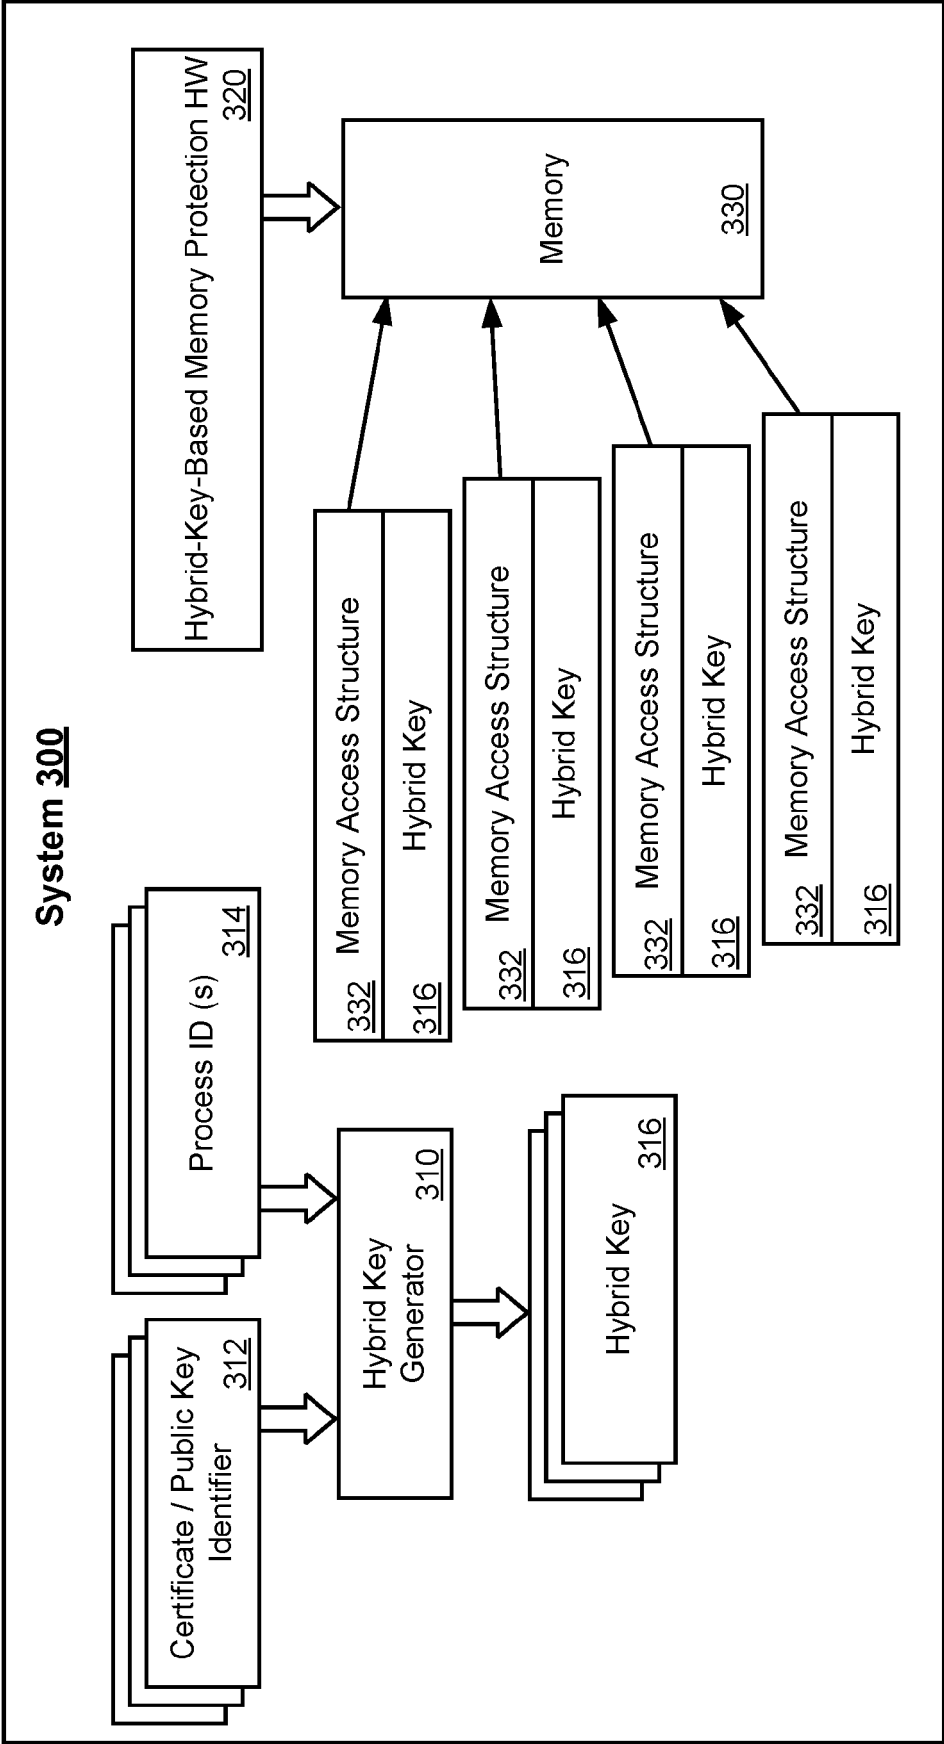 System 300
Certificate / Public Key
Identifier
312
Process ID (s)
314
Hybrid Key
Generator
310
Hybrid Key
316
Hybrid-Key-Based Memory Protection HW
320
Memory
330
332 Memory Access Structure
316 Hybrid Key
332 Memory Access Structure
316 Hybrid Key
332 Memory Access Structure
316 Hybrid Key
332 Memory Access Structure
316 Hybrid Key